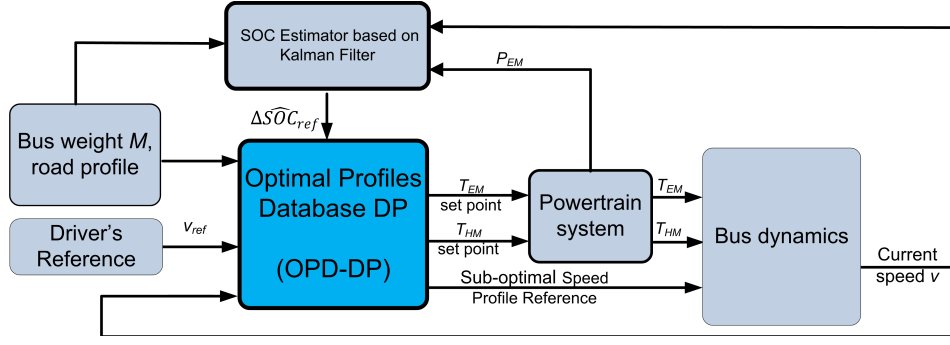 SOC Estimator based on
Kalman Filter
P_EM
ΔSOĈ_ref
Bus weight M,
road profile
Optimal Profiles
Database DP
(OPD-DP)
T_EM
set point
T_HM
set point
Powertrain
system
T_EM
T_HM
Bus dynamics
Driver's
Reference
v_ref
Sub-optimal Speed
Profile Reference
Current
speed v